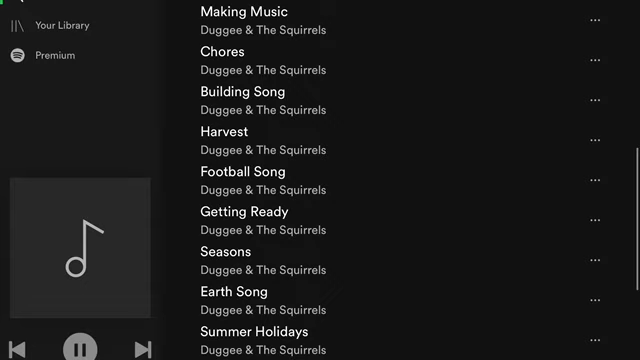 Your Library
Premium
Making Music
Duggee & The Squirrels
Chores
Duggee & The Squirrels
Building Song
Duggee & The Squirrels
Harvest
Duggee & The Squirrels
Football Song
Duggee & The Squirrels
Getting Ready
Duggee & The Squirrels
Seasons
Duggee & The Squirrels
Earth Song
Duggee & The Squirrels
Summer Holidays
Duggee & The Squirrels